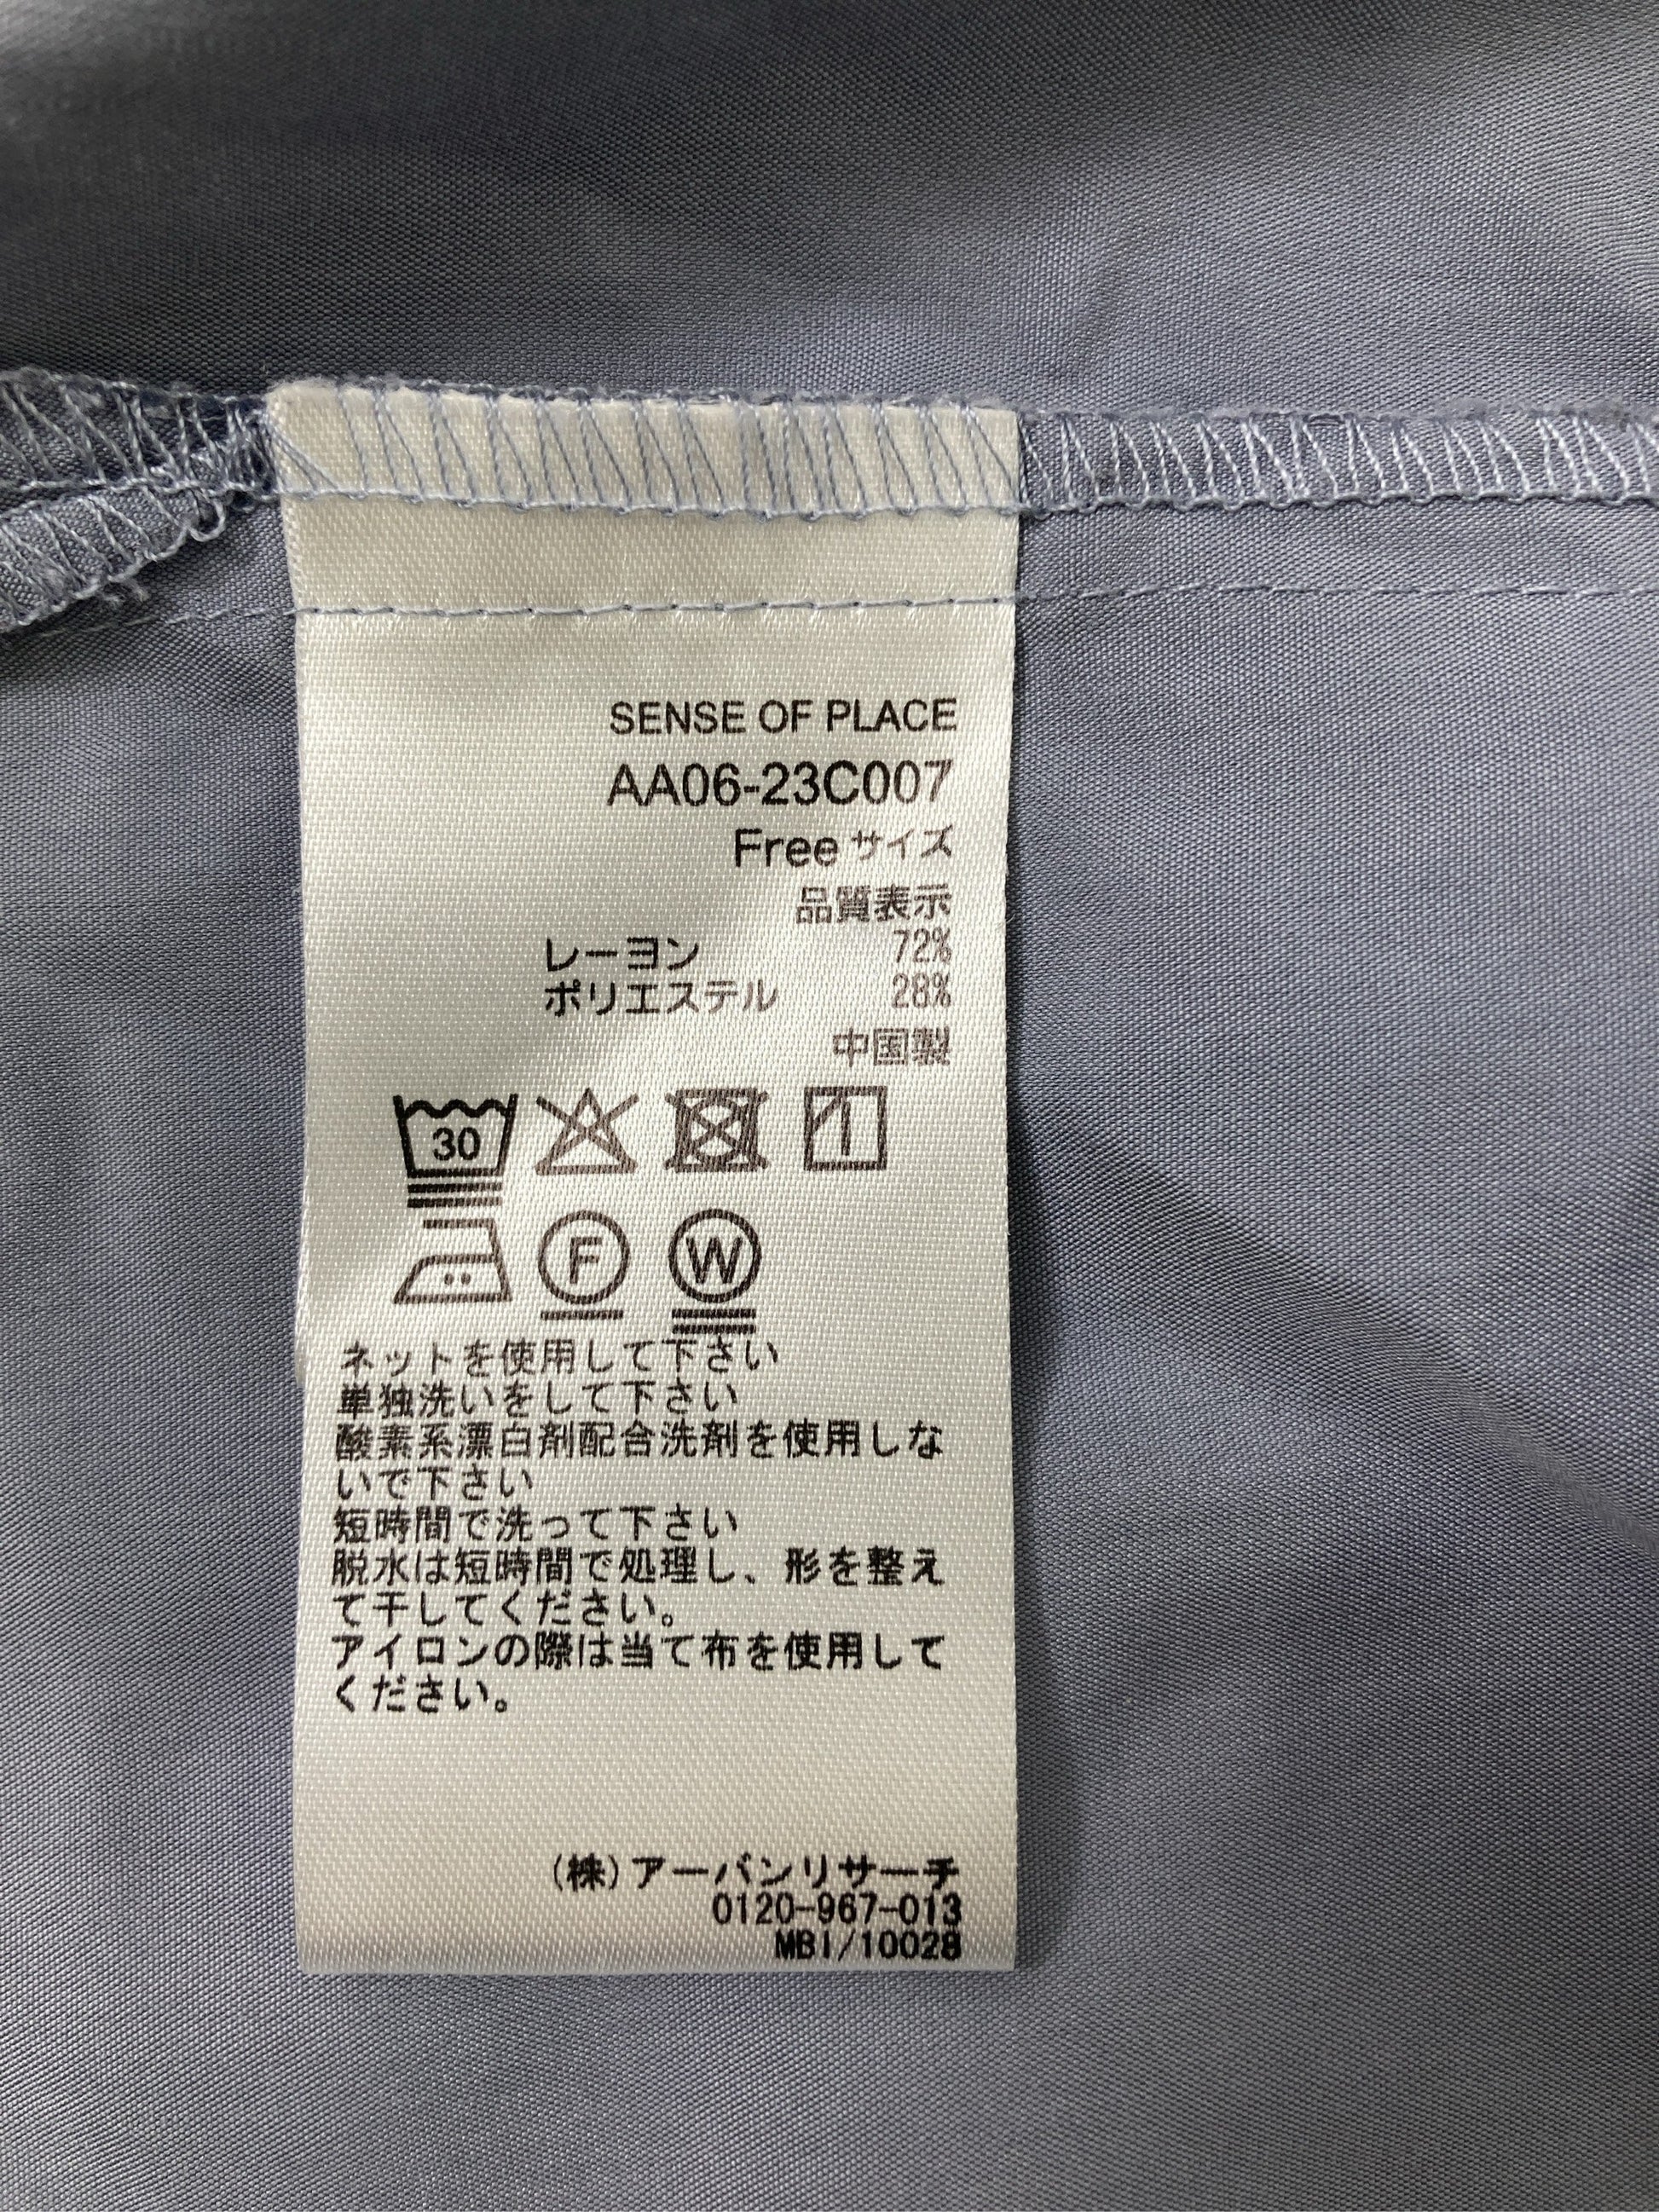 SENSE OF PLACE
AA06-23C007
Freeサイズ
品質表示
レーヨン 72%
ポリエステル 28%
中国製
30
F W
ネットを使用して下さい
単独洗いをして下さい
酸素系漂白剤配合洗剤を使用しな
いで下さい
短時間で洗って下さい
脱水は短時間で処理し、形を整え
て干してください。
アイロンの際は当て布を使用して
ください。
(株)アーバンリサーチ
0120-967-013
MBI/10028